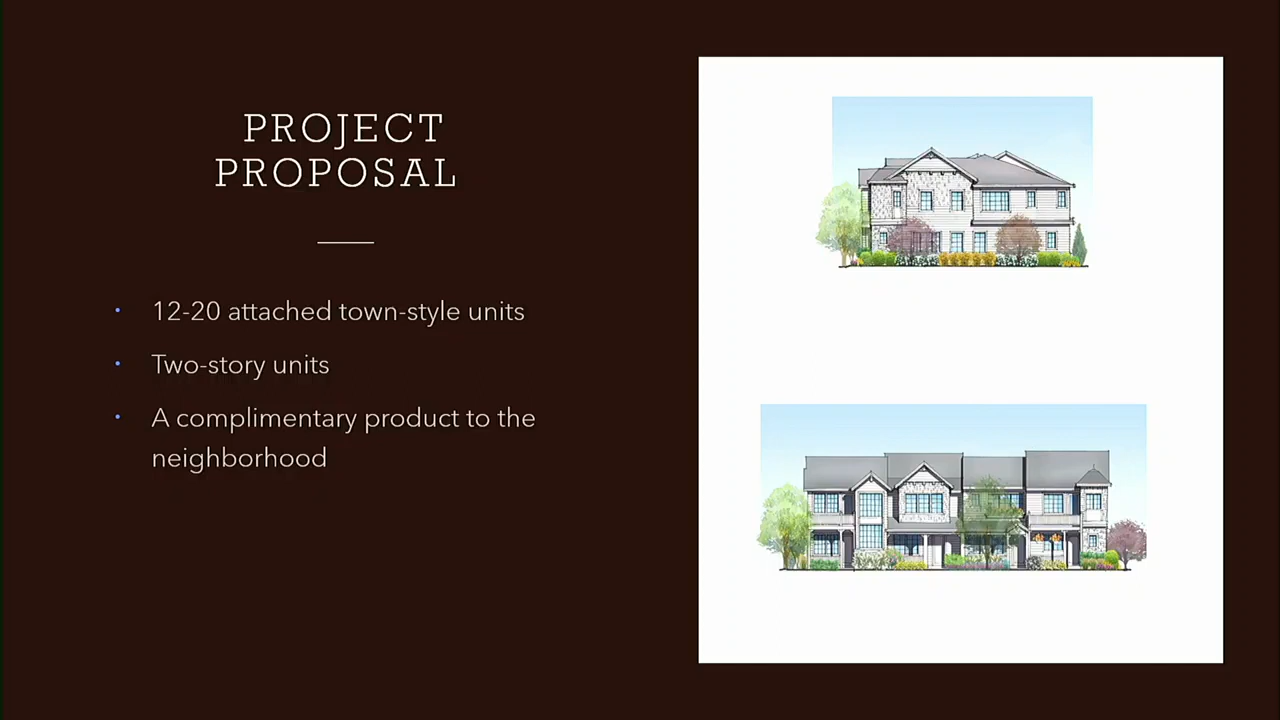 PROJECT
PROPOSAL
• 12-20 attached town-style units
• Two-story units
• A complimentary product to the
neighborhood